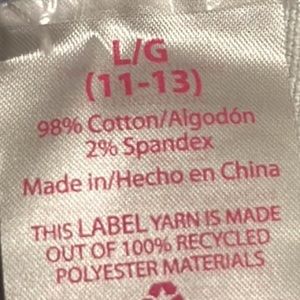 L/G
(11-13)
98% Cotton/Algodón
2% Spandex
Made in/Hecho en China
THIS LABEL YARN IS MADE
OUT OF 100% RECYCLED
POLYESTER MATERIALS